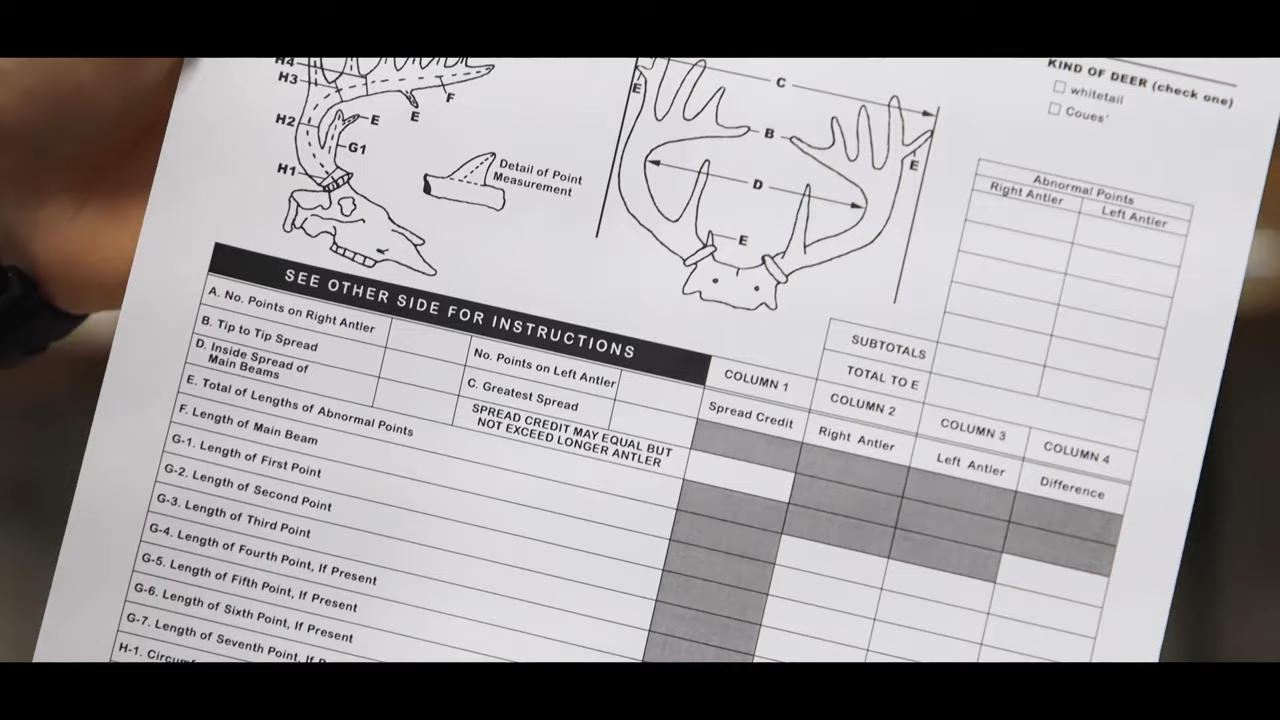 H4
H3
F
E
H2
E
G1
H1
Detail of Point
Measurement
C
E
B
E
D
E
KIND OF DEER (check one)
whitetail
Coues'
Abnormal Points
Right Antler
Left Antler
SUBTOTALS
TOTAL TO E
SEE OTHER SIDE FOR INSTRUCTIONS
COLUMN 1
COLUMN 2
COLUMN 3
COLUMN 4
A. No. Points on Right Antler
No. Points on Left Antler
Spread Credit
Right Antler
Left Antler
Difference
B. Tip to Tip Spread
C. Greatest Spread
D. Inside Spread of
Main Beams
SPREAD CREDIT MAY EQUAL BUT
NOT EXCEED LONGER ANTLER
E. Total of Lengths of Abnormal Points
F. Length of Main Beam
G-1. Length of First Point
G-2. Length of Second Point
G-3. Length of Third Point
G-4. Length of Fourth Point, If Present
G-5. Length of Fifth Point, If Present
G-6. Length of Sixth Point, If Present
G-7. Length of Seventh Point, If
H-1.